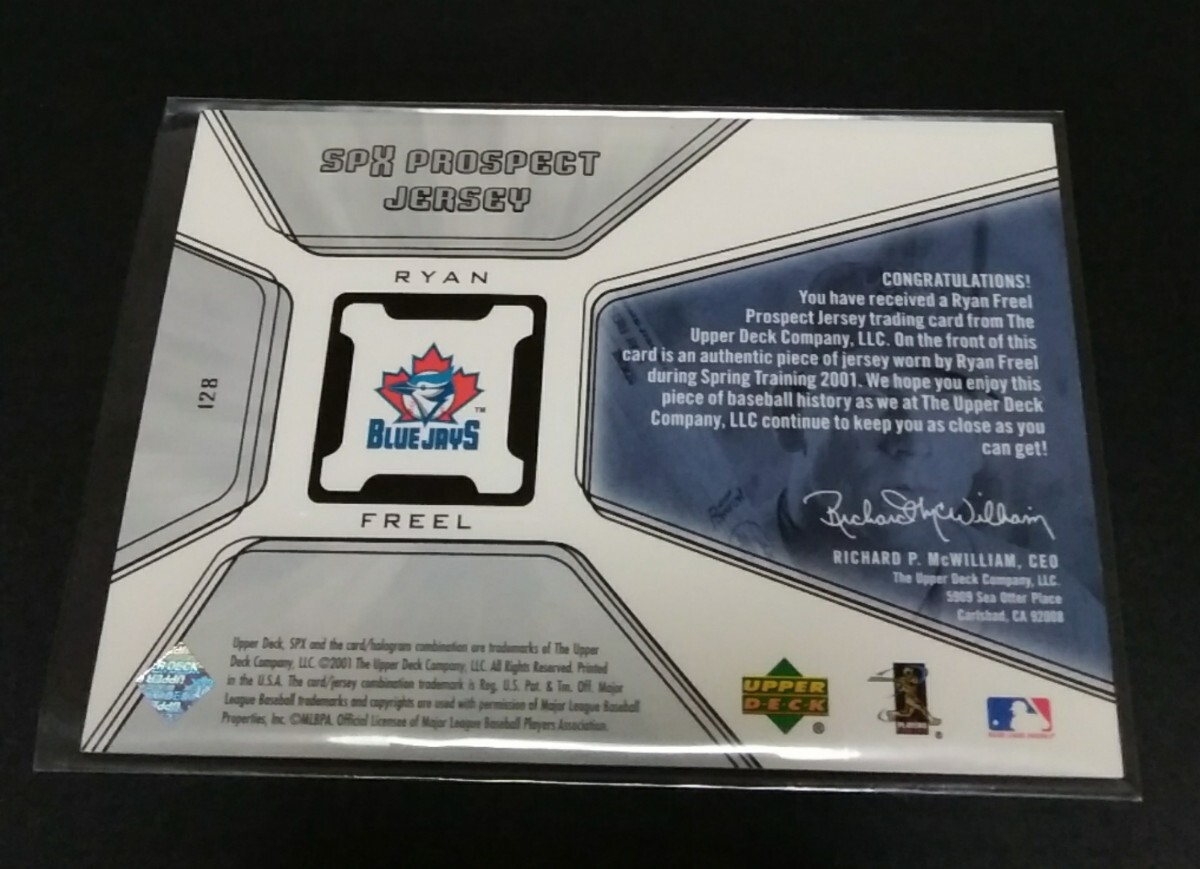 SPX PROSPECT
JERSEY
RYAN
BLUE JAYS™
FREEL
128
CONGRATULATIONS!
You have received a Ryan Freel
Prospect Jersey trading card from The
Upper Deck Company, LLC. On the front of this
card is an authentic piece of jersey worn by Ryan Freel
during Spring Training 2001. We hope you enjoy this
piece of baseball history as we at The Upper Deck
Company, LLC continue to keep you as close as you
can get!
Richard P McWilliam
RICHARD P. McWILLIAM, CEO
The Upper Deck Company, LLC.
5909 Sea Otter Place
Carlsbad, CA 92008
Upper Deck, SPX and the card/hologram combination are trademarks of The Upper
Deck Company, LLC. ©2001 The Upper Deck Company, LLC. All Rights Reserved. Printed
in the U.S.A. The card/jersey combination trademark is Reg. U.S. Pat. & Tm. Off. Major
League Baseball trademarks and copyrights are used with permission of Major League Baseball
Properties, Inc. ©MLBPA. Official Licensee of Major League Baseball Players Association.
UPPER
DECK
®
PLAYERS
®